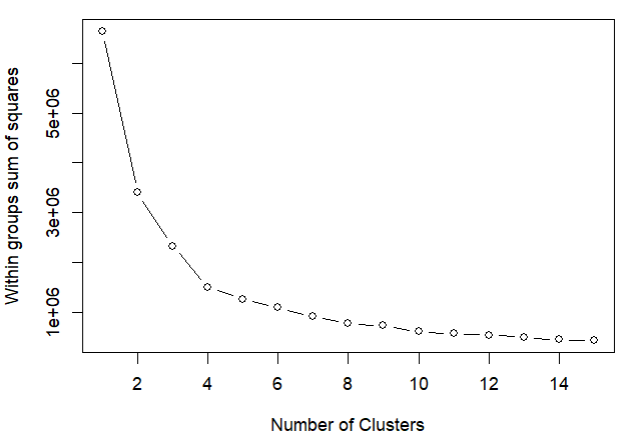 Within groups sum of squares
5e+06
3e+06
1e+06
2 4 6 8 10 12 14
Number of Clusters